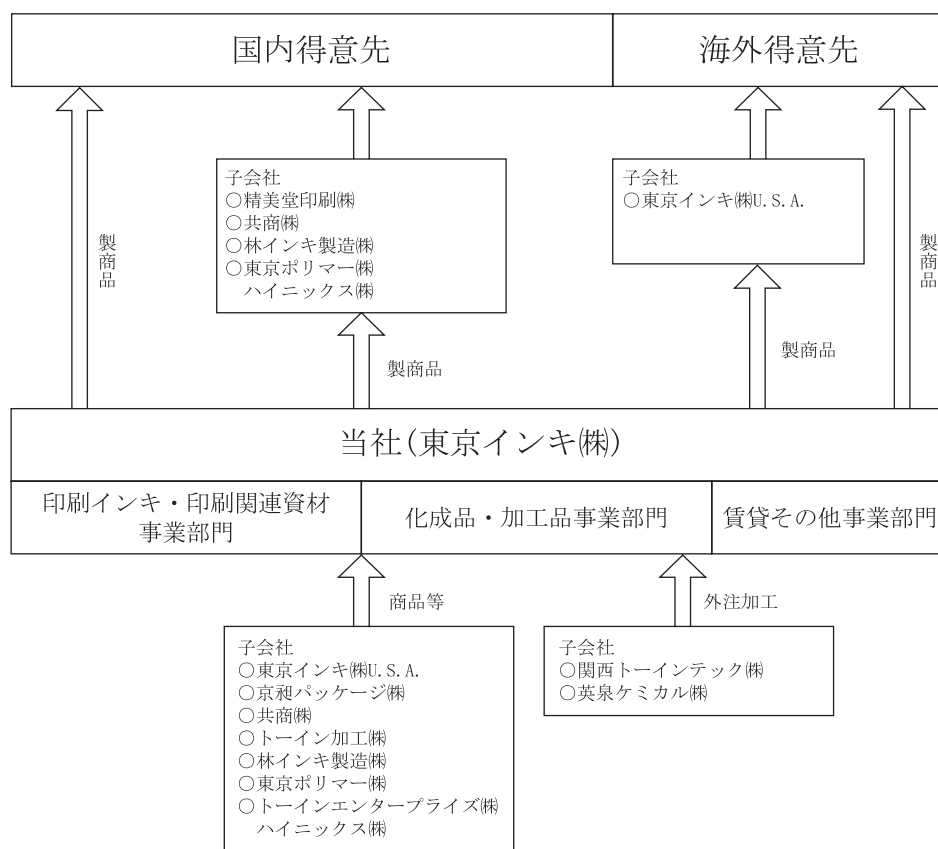 国内得意先
海外得意先
子会社
○精美堂印刷㈱
○共商㈱
○林インキ製造㈱
○東京ポリマー㈱
ハイニックス㈱
子会社
○東京インキ㈱U.S.A.
製商品
製商品
製商品
製商品
当社(東京インキ㈱)
印刷インキ・印刷関連資材
事業部門
化成品・加工品事業部門
賃貸その他事業部門
商品等
外注加工
子会社
○東京インキ㈱U.S.A.
○京昶パッケージ㈱
○共商㈱
○トーイン加工㈱
○林インキ製造㈱
○東京ポリマー㈱
○トーインエンタープライズ㈱
ハイニックス㈱
子会社
○関西トーインテック㈱
○英泉ケミカル㈱